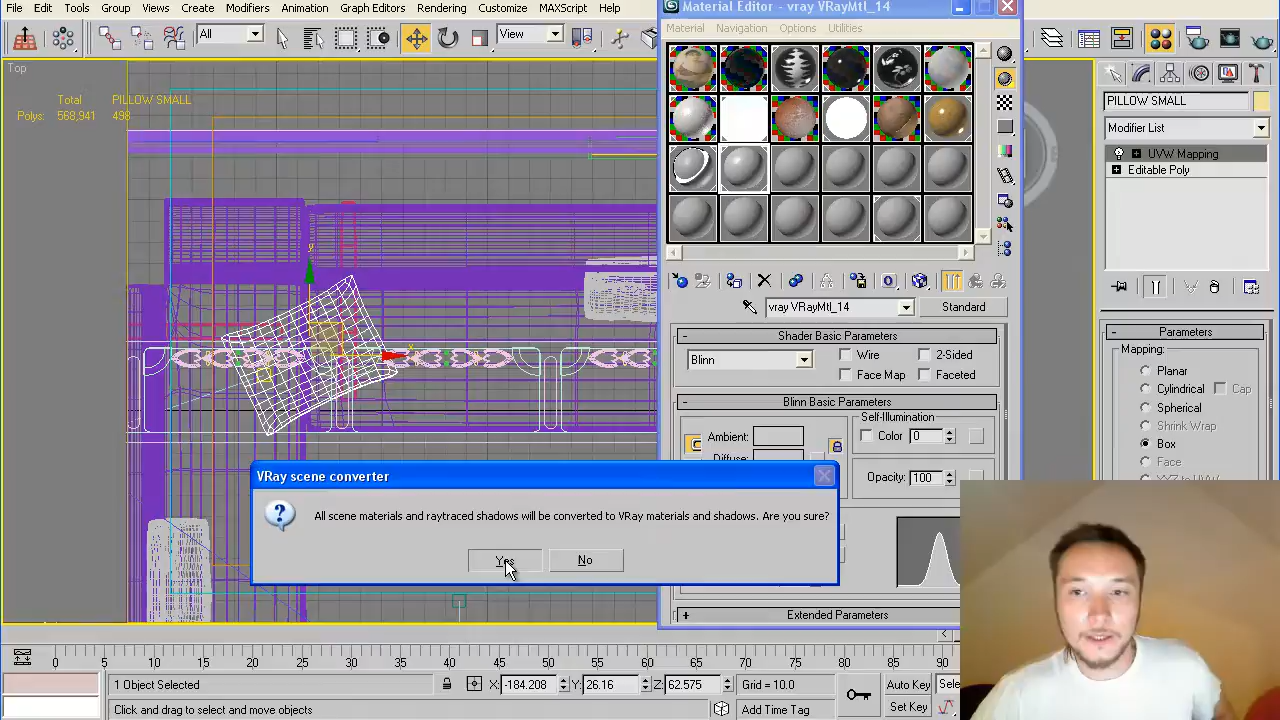 File Edit Tools Group Views Create Modifiers Animation Graph Editors Rendering Customize MAXScript Help
Material Editor - vray VRayMtl_14
Material Navigation Options Utilities
All
View
Top
Total PILLOW SMALL
Polys: 568,941 498
y
x
PILLOW SMALL
Modifier List
UVW Mapping
Editable Poly
vray VRayMtl_14
Standard
Shader Basic Parameters
Blinn
Wire
2-Sided
Face Map
Faceted
Blinn Basic Parameters
Self-Illumination
Ambient:
Color 0
Diffuse:
Opacity: 100
Extended Parameters
Parameters
Mapping:
Planar
Cylindrical Cap
Spherical
Shrink Wrap
Box
Face
XYZ to UVW
VRay scene converter
All scene materials and raytraced shadows will be converted to VRay materials and shadows. Are you sure?
Yes
No
0 5 10 15 20 25 30 35 40 45 50 55 60 65 70 75 80 85 90
1 Object Selected
X: -184.208
Y: 26.16
Z: 62.575
Grid = 10.0
Auto Key
Sele
Click and drag to select and move objects
Add Time Tag
Set Key